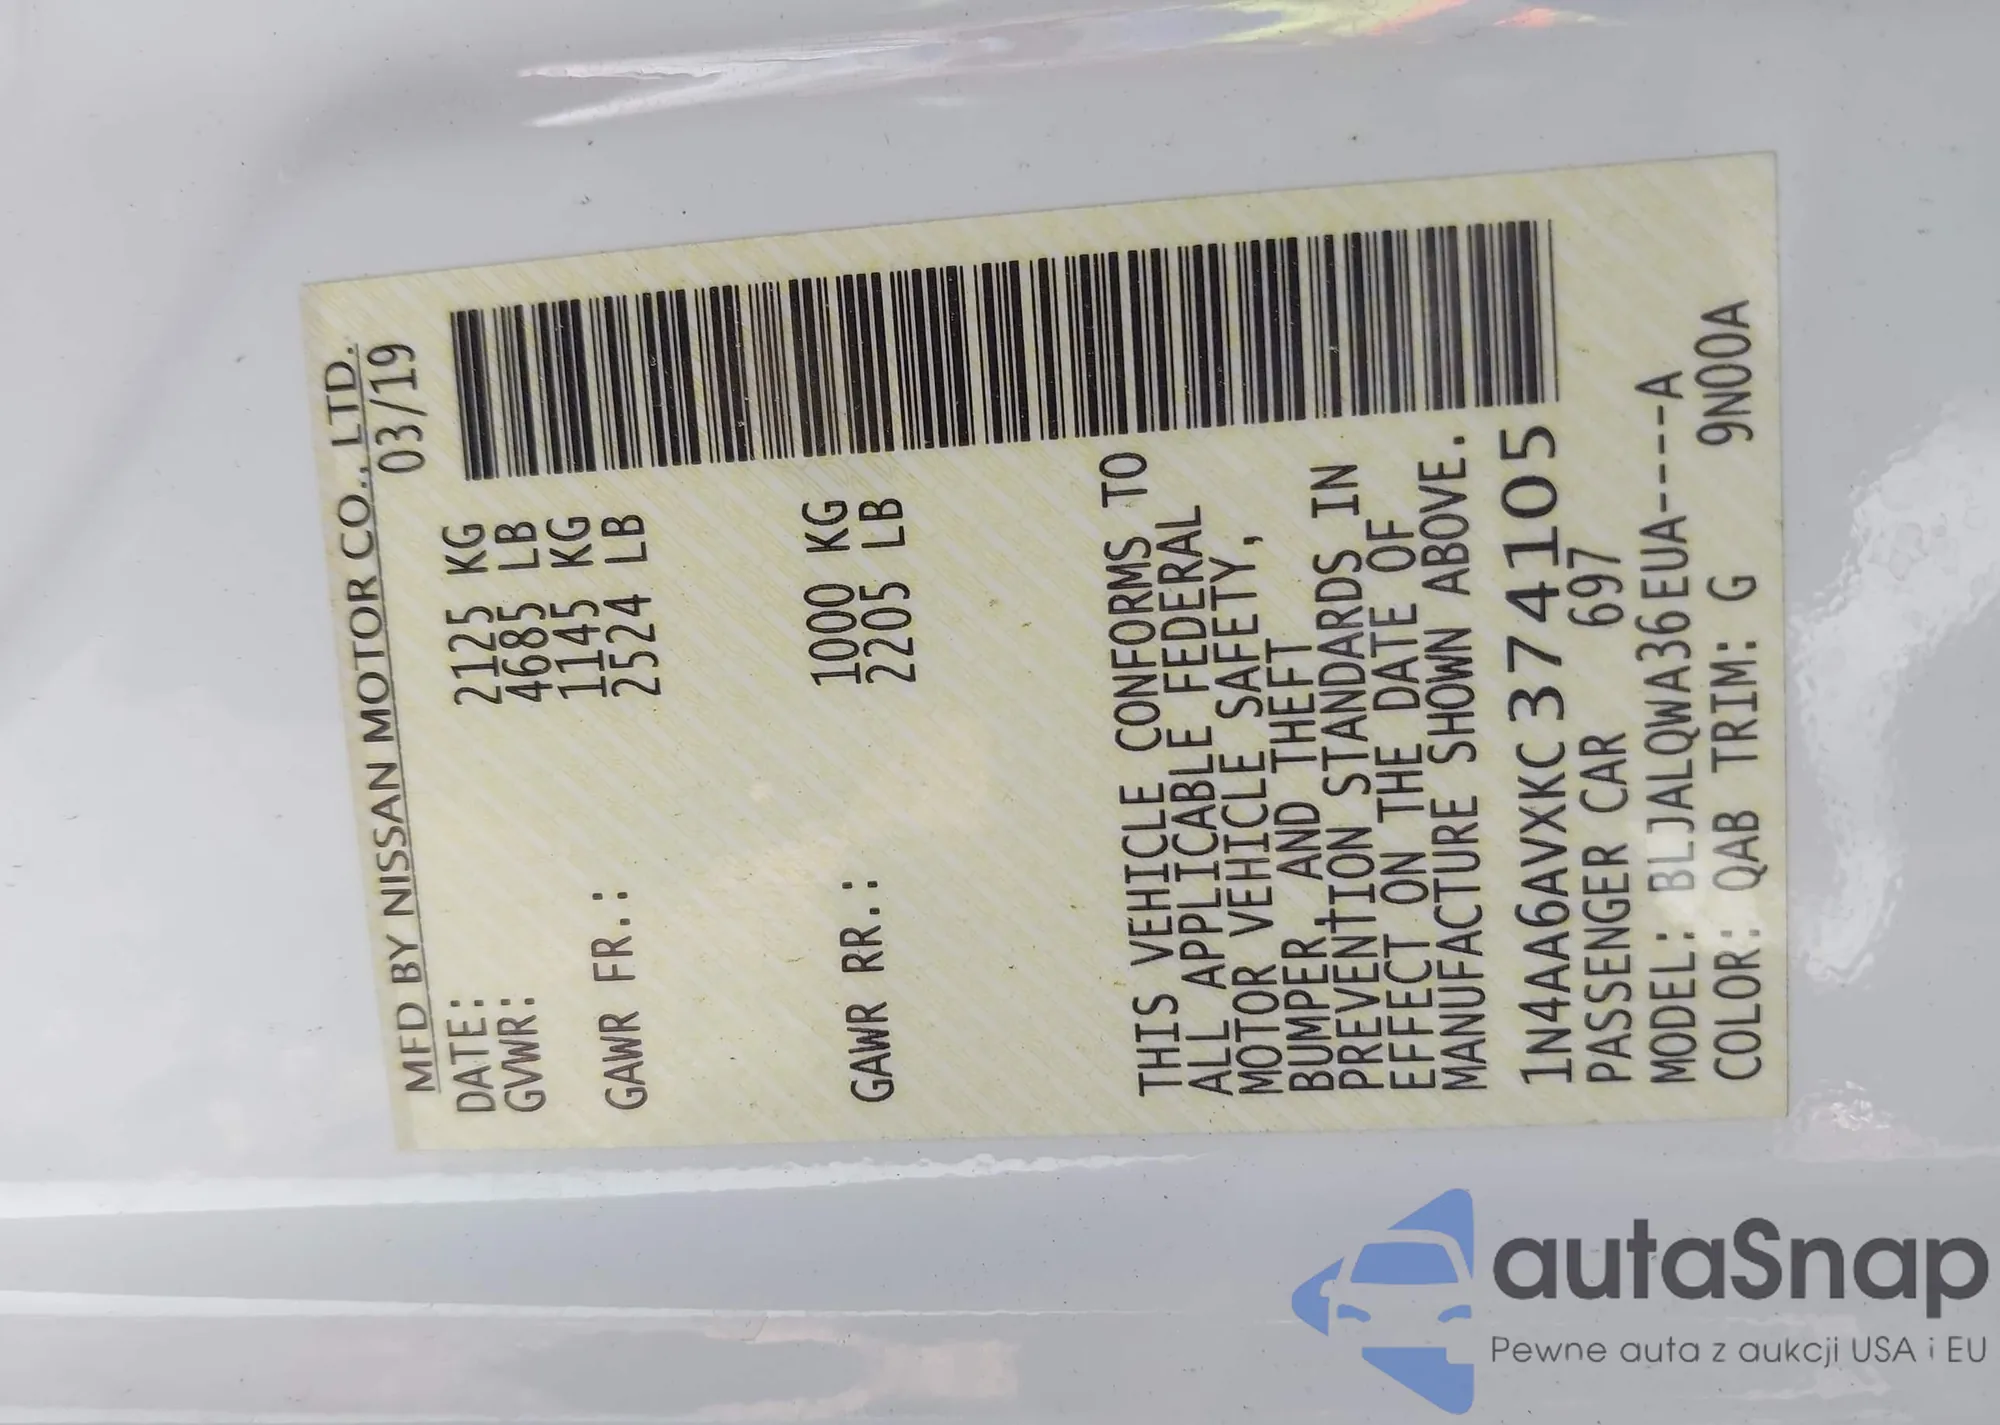 MFD BY NISSAN MOTOR CO., LTD.
DATE: 03/19
GVWR: 2125 KG
4685 LB
GAWR FR.: 1145 KG
2524 LB
GAWR RR.: 1000 KG
2205 LB
THIS VEHICLE CONFORMS TO
ALL APPLICABLE FEDERAL
MOTOR VEHICLE SAFETY,
BUMPER, AND THEFT
PREVENTION STANDARDS IN
EFFECT ON THE DATE OF
MANUFACTURE SHOWN ABOVE.
1N4AA6AVXKC374105
PASSENGER CAR 697
MODEL: BLJALQWA36EUA----A
COLOR: QAB TRIM: G 9N00A
autaSnap
Pewne auta z aukcji USA i EU